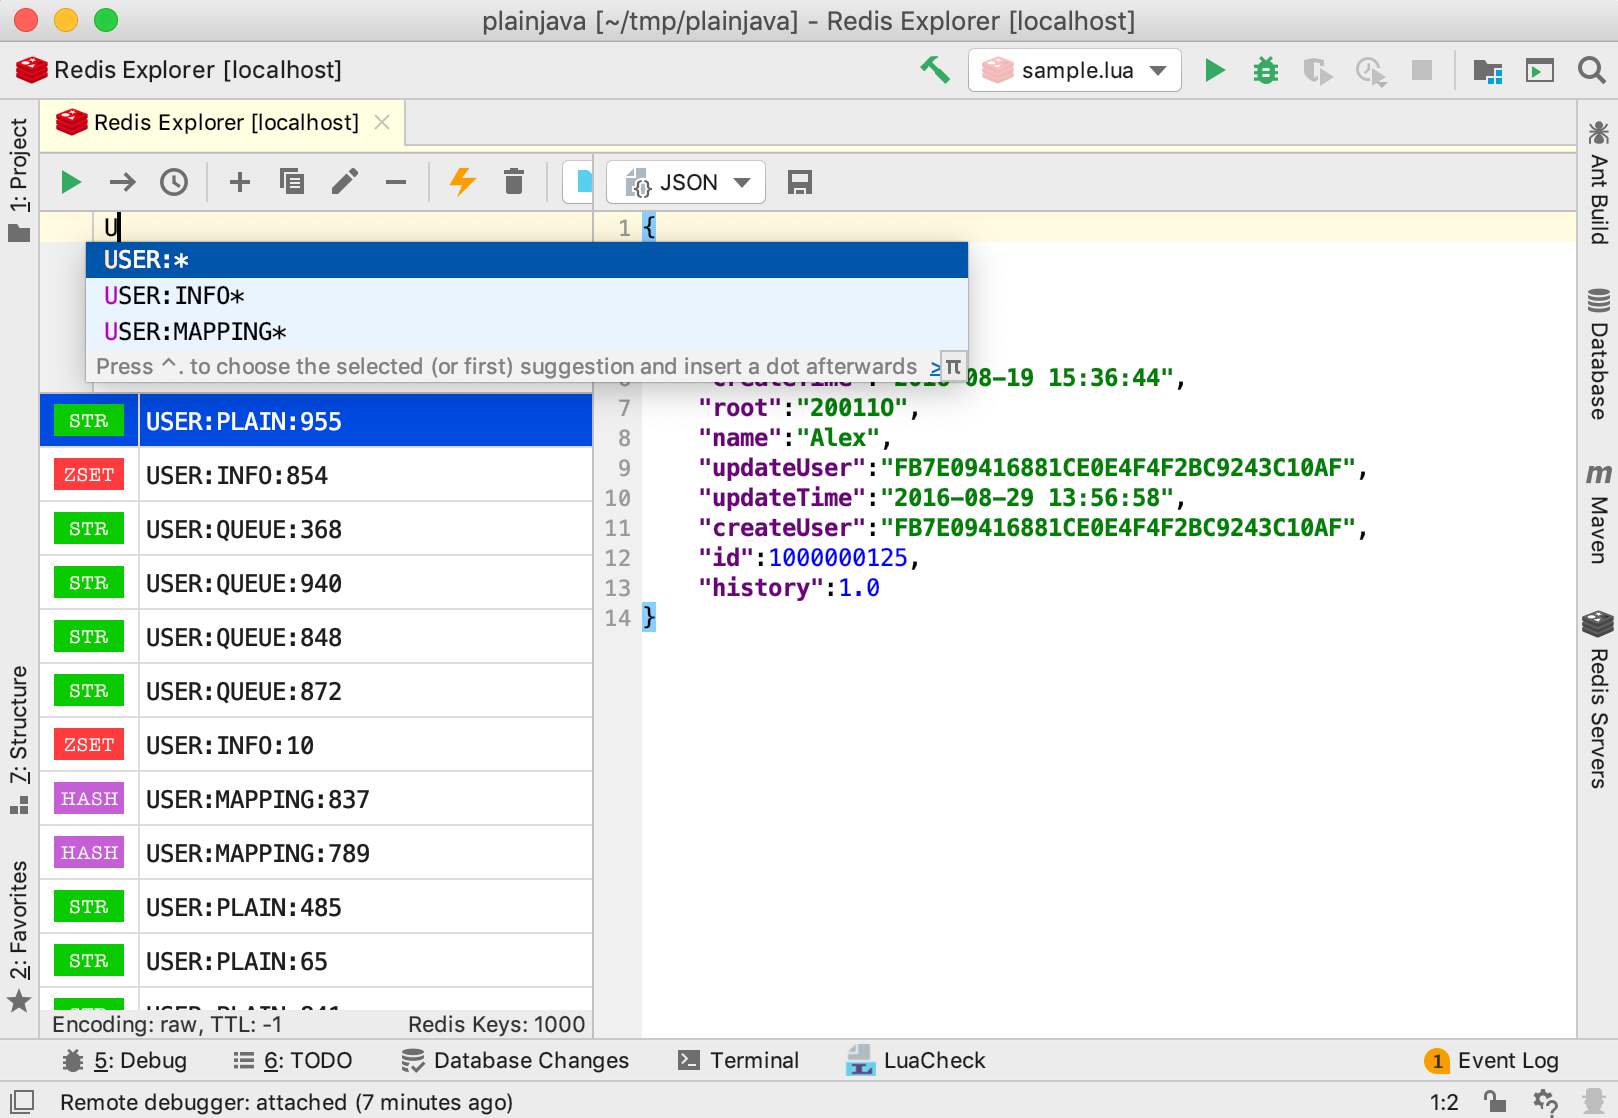 plainjava [~/tmp/plainjava] - Redis Explorer [localhost]
Redis Explorer [localhost]
sample.lua
Redis Explorer [localhost]
JSON
U
USER:*
USER:INFO*
USER:MAPPING*
Press ^. to choose the selected (or first) suggestion and insert a dot afterwards ≥ π
STR USER:PLAIN:955
ZSET USER:INFO:854
STR USER:QUEUE:368
STR USER:QUEUE:940
STR USER:QUEUE:848
STR USER:QUEUE:872
ZSET USER:INFO:10
HASH USER:MAPPING:837
HASH USER:MAPPING:789
STR USER:PLAIN:485
STR USER:PLAIN:65
Encoding: raw, TTL: -1 Redis Keys: 1000
1 {
08-19 15:36:44",
7 "root":"20011O",
8 "name":"Alex",
9 "updateUser":"FB7E09416881CE0E4F4F2BC9243C10AF",
10 "updateTime":"2016-08-29 13:56:58",
11 "createUser":"FB7E09416881CE0E4F4F2BC9243C10AF",
12 "id":1000000125,
13 "history":1.0
14 }
1: Project
7: Structure
2: Favorites
Ant Build
Database
m Maven
Redis Servers
5: Debug 6: TODO Database Changes Terminal LuaCheck 1 Event Log
Remote debugger: attached (7 minutes ago) 1:2